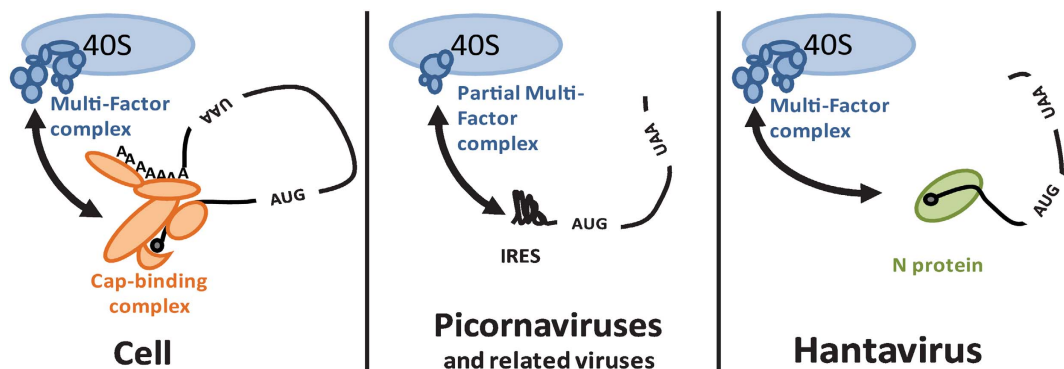 40S
Multi-Factor
complex
UAA
AAAAAAA
AUG
Cap-binding
complex
Cell
40S
Partial Multi-
Factor
complex
UAA
AUG
IRES
Picornaviruses
and related viruses
40S
Multi-Factor
complex
UAA
AUG
N protein
Hantavirus